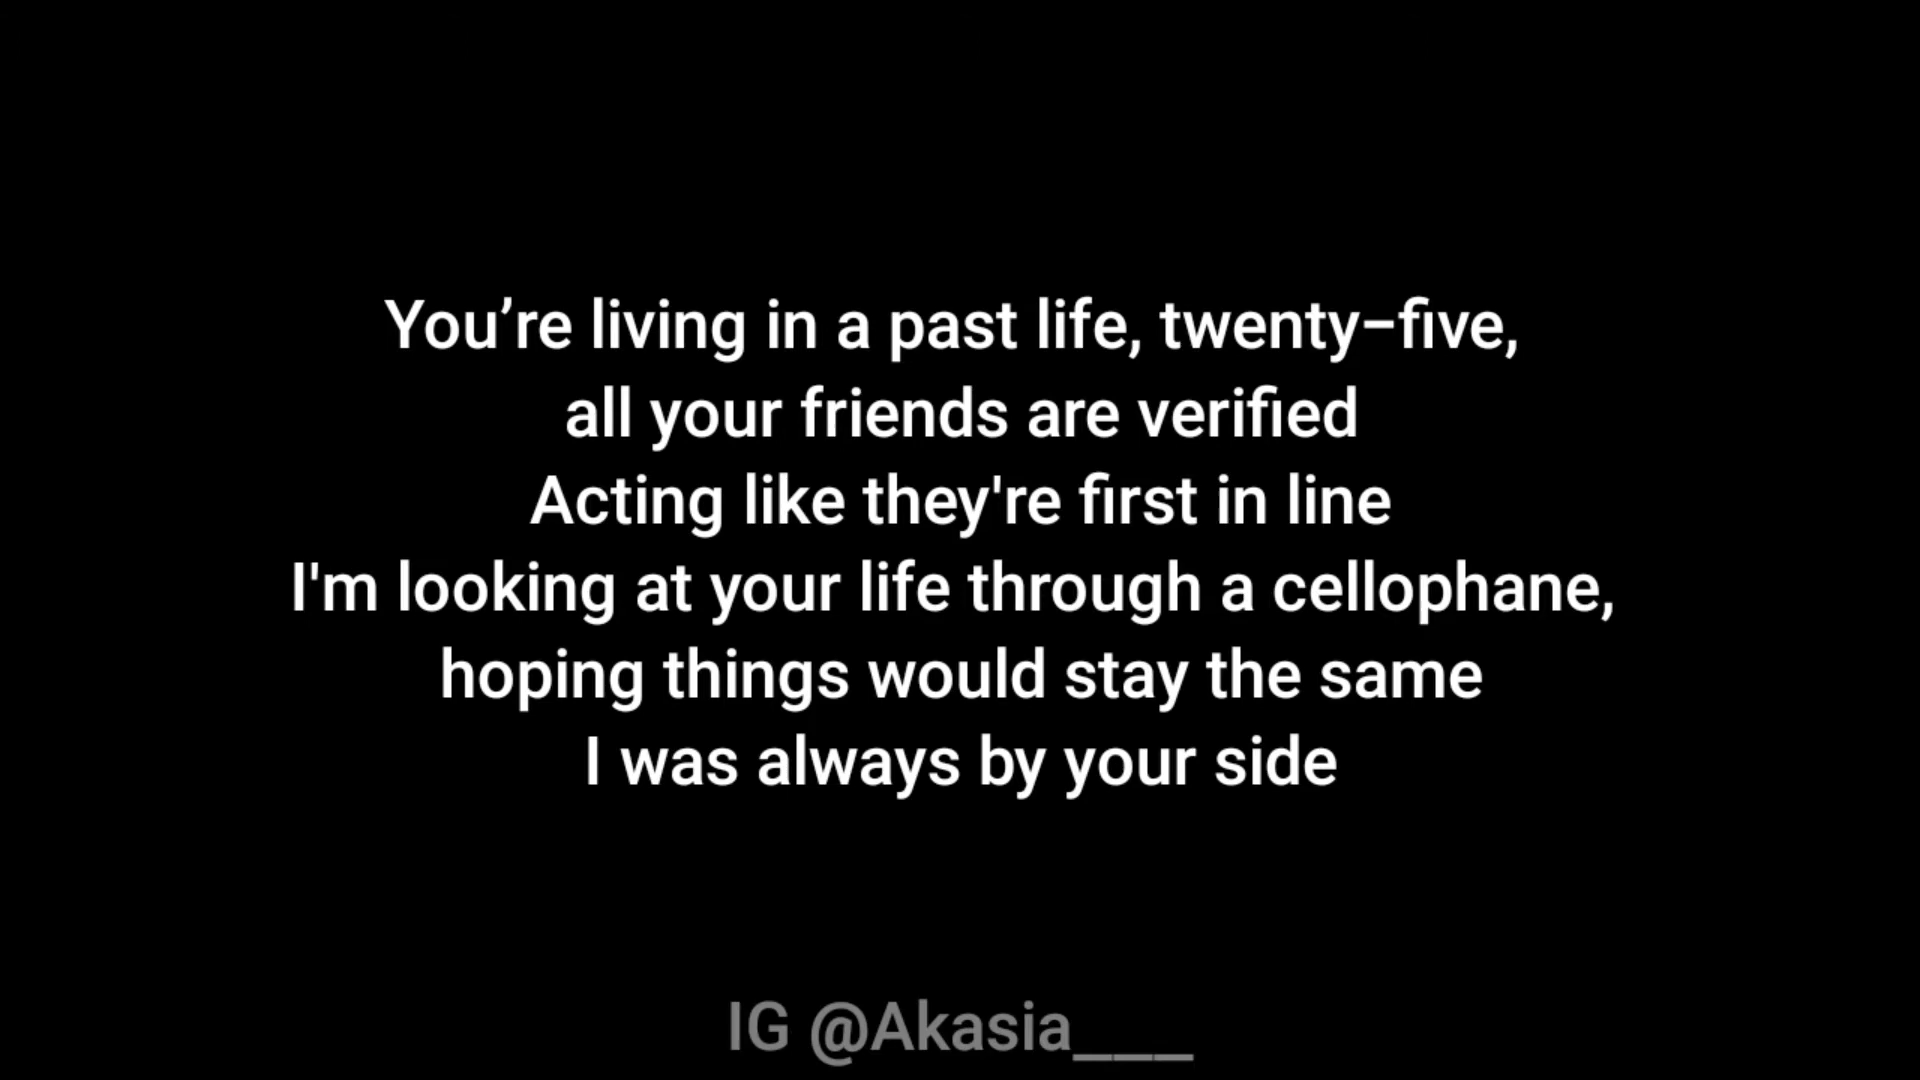 You’re living in a past life, twenty–five,
all your friends are verified
Acting like they're first in line
I'm looking at your life through a cellophane,
hoping things would stay the same
I was always by your side
IG @Akasia___